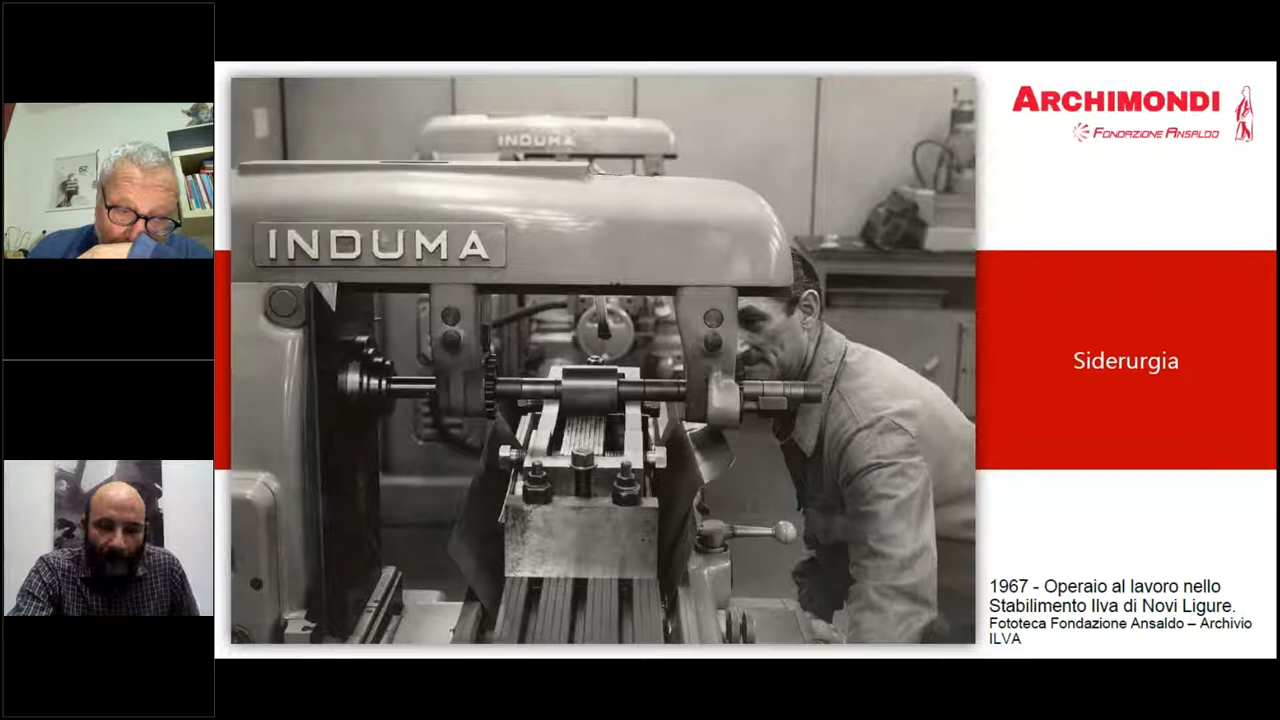 ARCHIMONDI
FONDAZIONE ANSALDO
INDUMA
INDUMA
Siderurgia
1967 - Operaio al lavoro nello
Stabilimento Ilva di Novi Ligure.
Fototeca Fondazione Ansaldo – Archivio
ILVA